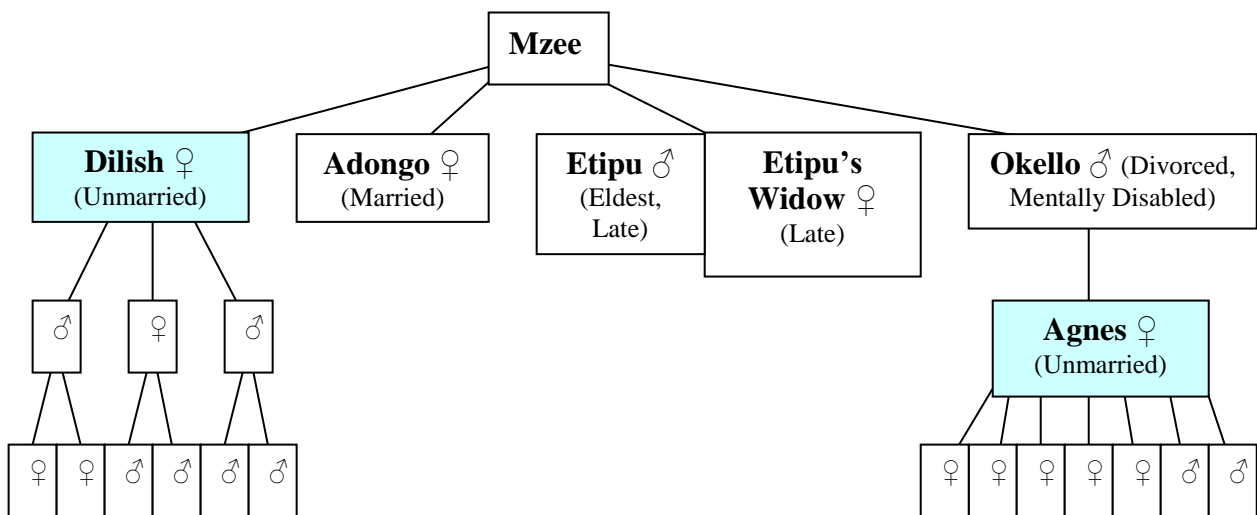 Mzee
Dilish ♀
(Unmarried)
Adongo ♀
(Married)
Etipu ♂
(Eldest,
Late)
Etipu’s
Widow ♀
(Late)
Okello ♂ (Divorced,
Mentally Disabled)
♂ ♀ ♂
Agnes ♀
(Unmarried)
♀ ♀ ♂ ♂ ♂ ♂
♀ ♀ ♀ ♀ ♀ ♂ ♂